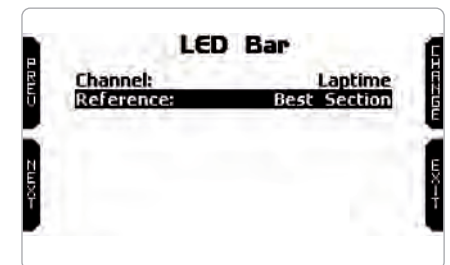 LED Bar
PREV
CHANGE
Channel: Laptime
Reference: Best Section
NEXT
EXIT